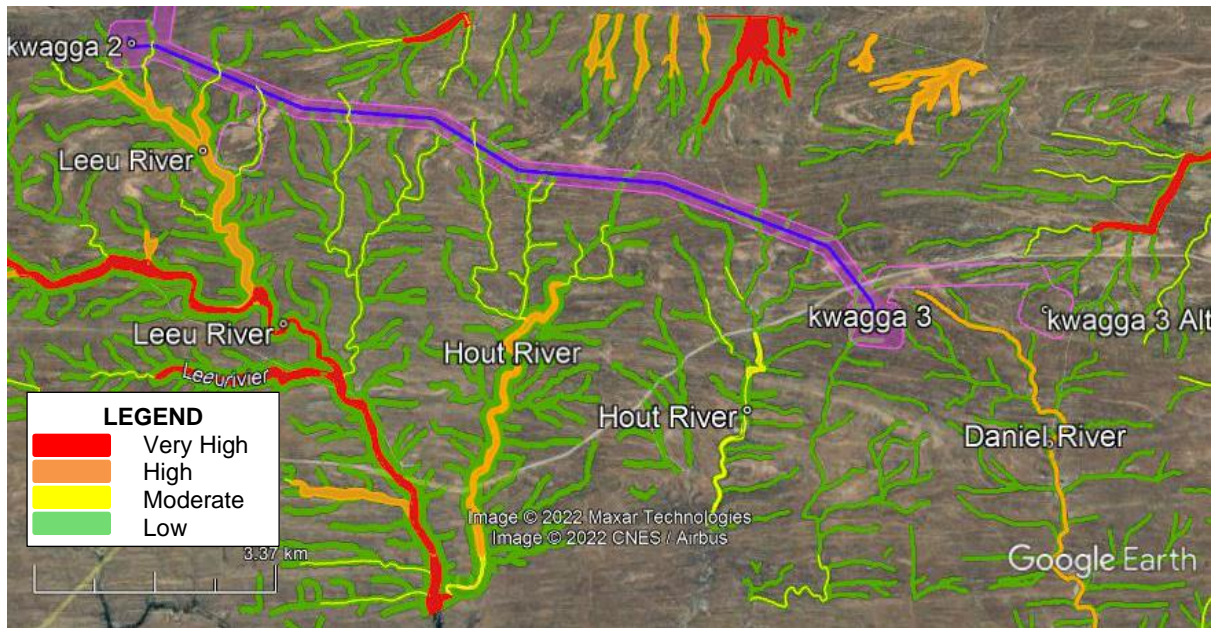 kwagga 2
Leeu River
Leeu River
Leeurivier
Hout River
kwagga 3
kwagga 3 Alt
Hout River
Daniel River
LEGEND
Very High
High
Moderate
Low
3.37 km
Image © 2022 Maxar Technologies
Image © 2022 CNES / Airbus
Google Earth